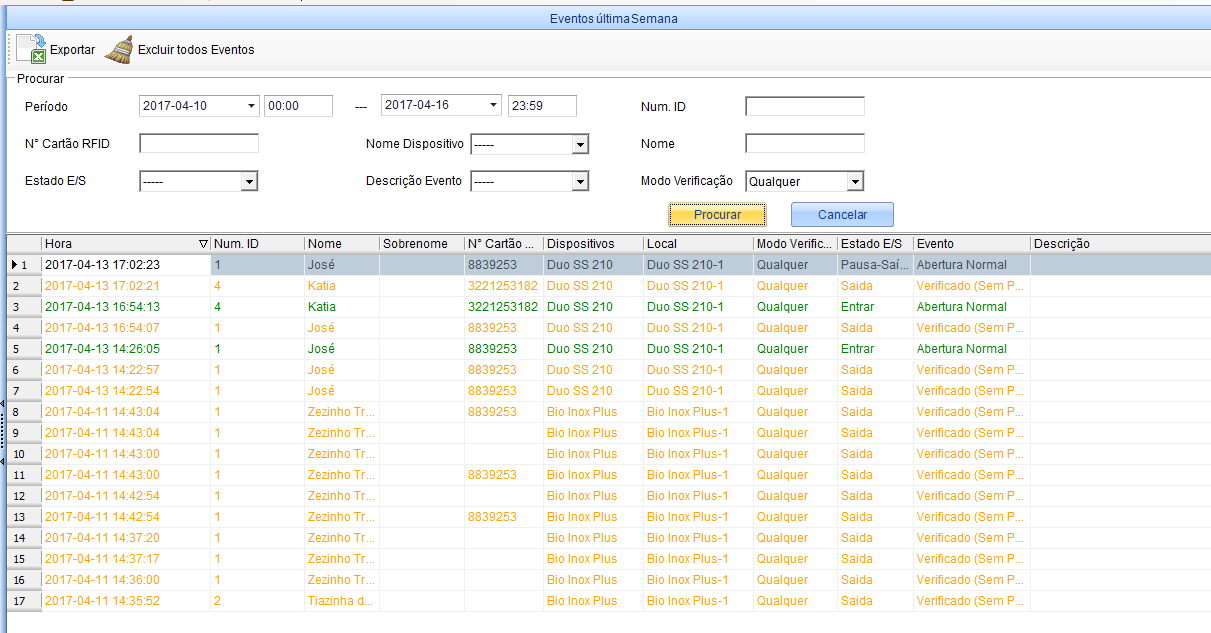 Eventos última Semana
Exportar Excluir todos Eventos
Procurar
Período 2017-04-10 00:00 --- 2017-04-16 23:59 Num. ID
N° Cartão RFID Nome Dispositivo ----- Nome
Estado E/S ----- Descrição Evento ----- Modo Verificação Qualquer
Procurar Cancelar
Hora Num. ID Nome Sobrenome N° Cartão ... Dispositivos Local Modo Verific... Estado E/S Evento Descrição
1 2017-04-13 17:02:23 1 José 8839253 Duo SS 210 Duo SS 210-1 Qualquer Pausa-Saí... Abertura Normal
2 2017-04-13 17:02:21 4 Katia 3221253182 Duo SS 210 Duo SS 210-1 Qualquer Saída Verificado (Sem P...
3 2017-04-13 16:54:13 4 Katia 3221253182 Duo SS 210 Duo SS 210-1 Qualquer Entrar Abertura Normal
4 2017-04-13 16:54:07 1 José 8839253 Duo SS 210 Duo SS 210-1 Qualquer Saída Verificado (Sem P...
5 2017-04-13 14:26:05 1 José 8839253 Duo SS 210 Duo SS 210-1 Qualquer Entrar Abertura Normal
6 2017-04-13 14:22:57 1 José 8839253 Duo SS 210 Duo SS 210-1 Qualquer Saída Verificado (Sem P...
7 2017-04-13 14:22:54 1 José 8839253 Duo SS 210 Duo SS 210-1 Qualquer Saída Verificado (Sem P...
8 2017-04-11 14:43:04 1 Zezinho Tr... 8839253 Bio Inox Plus Bio Inox Plus-1 Qualquer Saída Verificado (Sem P...
9 2017-04-11 14:43:04 1 Zezinho Tr... Bio Inox Plus Bio Inox Plus-1 Qualquer Saída Verificado (Sem P...
10 2017-04-11 14:43:00 1 Zezinho Tr... Bio Inox Plus Bio Inox Plus-1 Qualquer Saída Verificado (Sem P...
11 2017-04-11 14:43:00 1 Zezinho Tr... 8839253 Bio Inox Plus Bio Inox Plus-1 Qualquer Saída Verificado (Sem P...
12 2017-04-11 14:42:54 1 Zezinho Tr... Bio Inox Plus Bio Inox Plus-1 Qualquer Saída Verificado (Sem P...
13 2017-04-11 14:42:54 1 Zezinho Tr... 8839253 Bio Inox Plus Bio Inox Plus-1 Qualquer Saída Verificado (Sem P...
14 2017-04-11 14:37:20 1 Zezinho Tr... Bio Inox Plus Bio Inox Plus-1 Qualquer Saída Verificado (Sem P...
15 2017-04-11 14:37:17 1 Zezinho Tr... Bio Inox Plus Bio Inox Plus-1 Qualquer Saída Verificado (Sem P...
16 2017-04-11 14:36:00 1 Zezinho Tr... Bio Inox Plus Bio Inox Plus-1 Qualquer Saída Verificado (Sem P...
17 2017-04-11 14:35:52 2 Tiazinha d... Bio Inox Plus Bio Inox Plus-1 Qualquer Saída Verificado (Sem P...